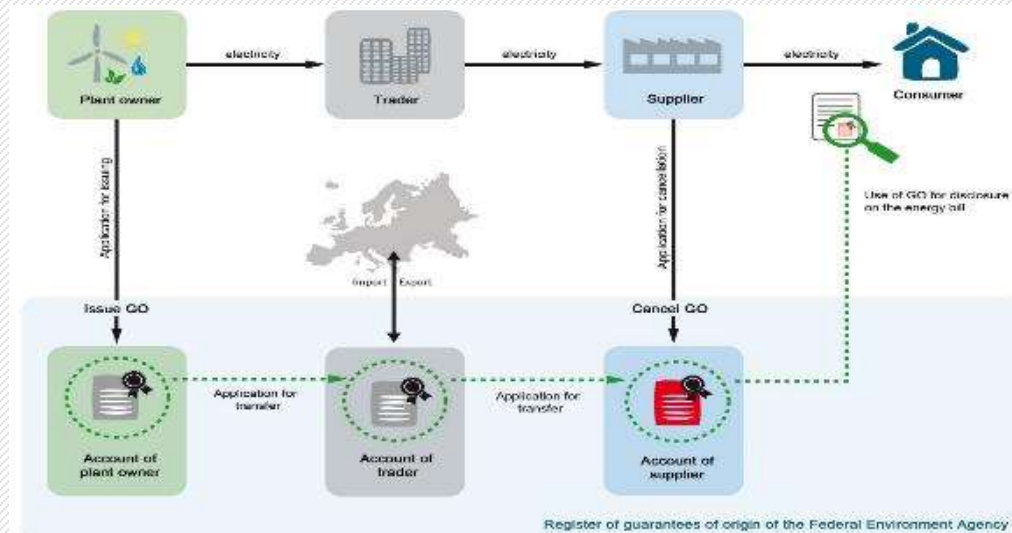 electricity
electricity
electricity
Plant owner
Trader
Supplier
Consumer
Application for issuing
Application for cancellation
Use of GO for disclosure
on the energy bill
Import
Export
Issue GO
Cancel GO
Application for
transfer
Application for
transfer
Account of
plant owner
Account of
trader
Account of
supplier
Register of guarantees of origin of the Federal Environment Agency